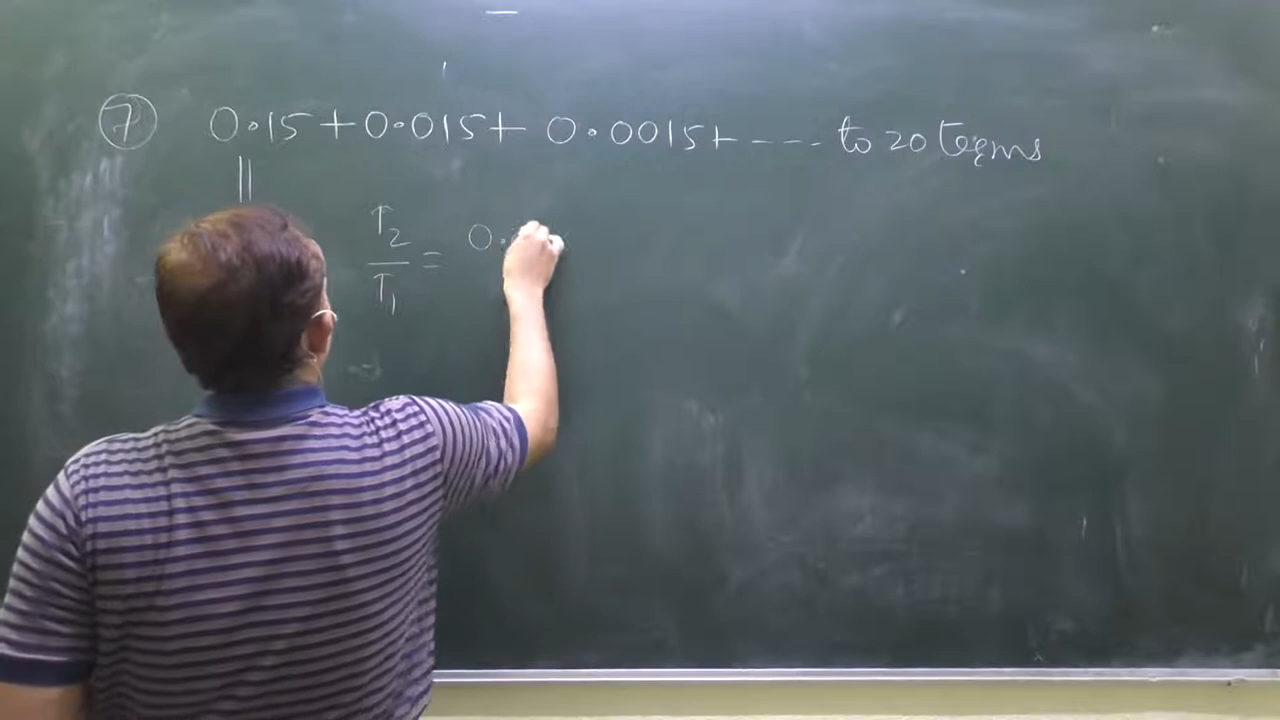 ⑦ 0.15 + 0.015 + 0.0015 + ---- to 20 terms
||
T₂
― = 0.
T₁